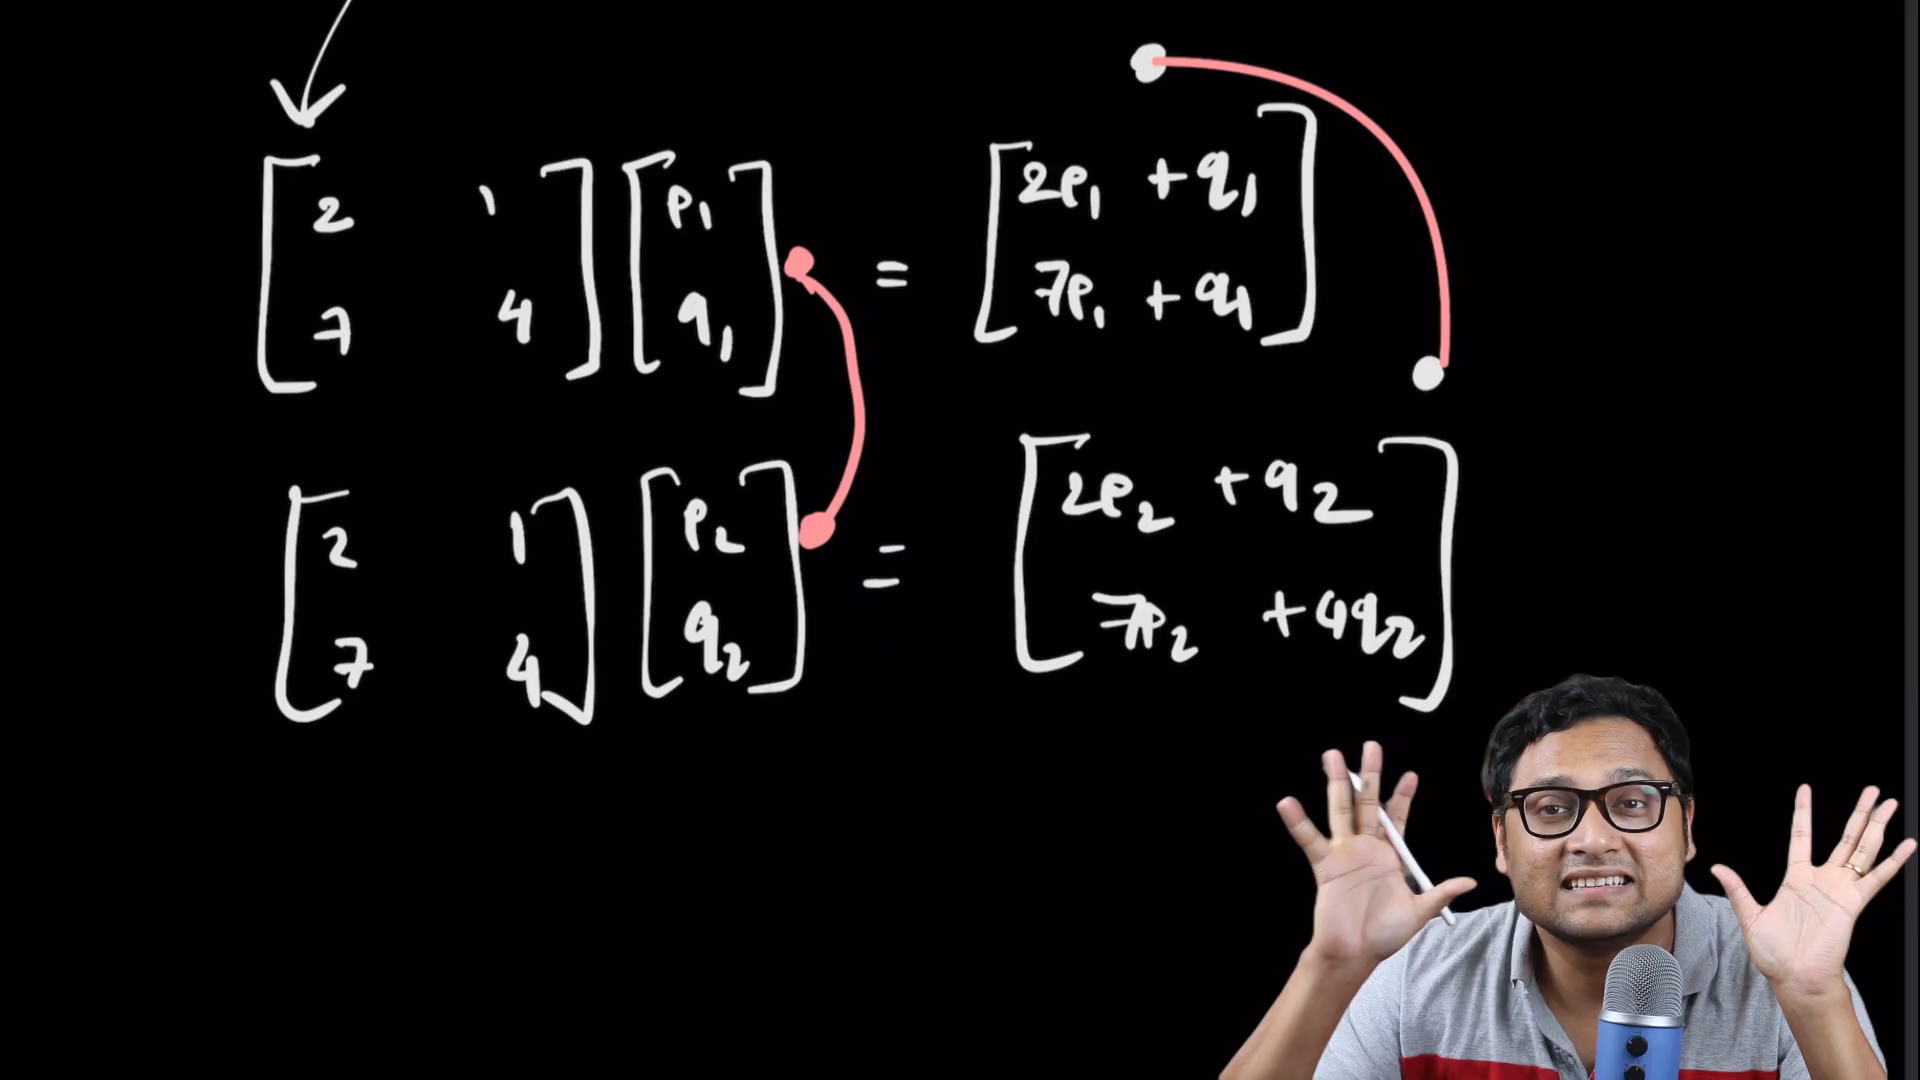 [2 1 [p₁ = [2p₁ + q₁
7 4] q₁] 7p₁ + q₁]
[2 1 [p₂ = [2p₂ + q₂
7 4] q₂] 7p₂ + 4q₂]